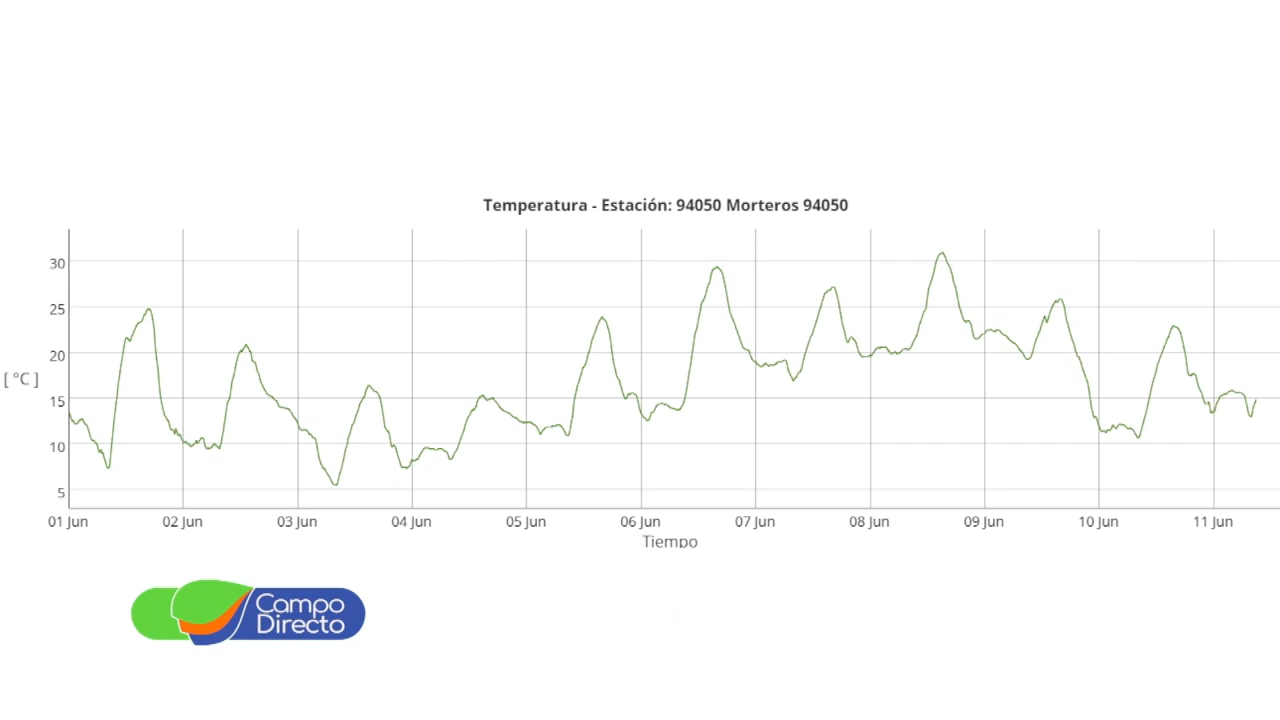 Temperatura - Estación: 94050 Morteros 94050
30
25
20
[ °C ]
15
10
5
01 Jun 02 Jun 03 Jun 04 Jun 05 Jun 06 Jun 07 Jun 08 Jun 09 Jun 10 Jun 11 Jun
Tiempo
Campo
Directo